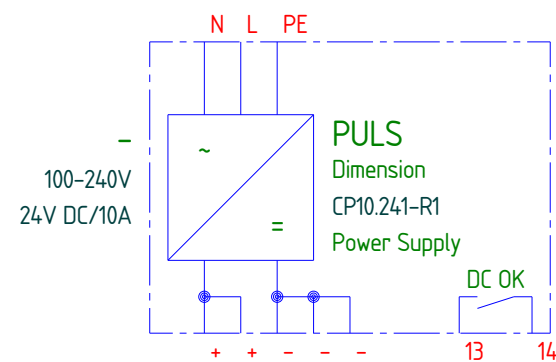 N L PE
–
100-240V
24V DC/10A
~
=
PULS
Dimension
CP10.241-R1
Power Supply
DC OK
+ + – – –
13 14